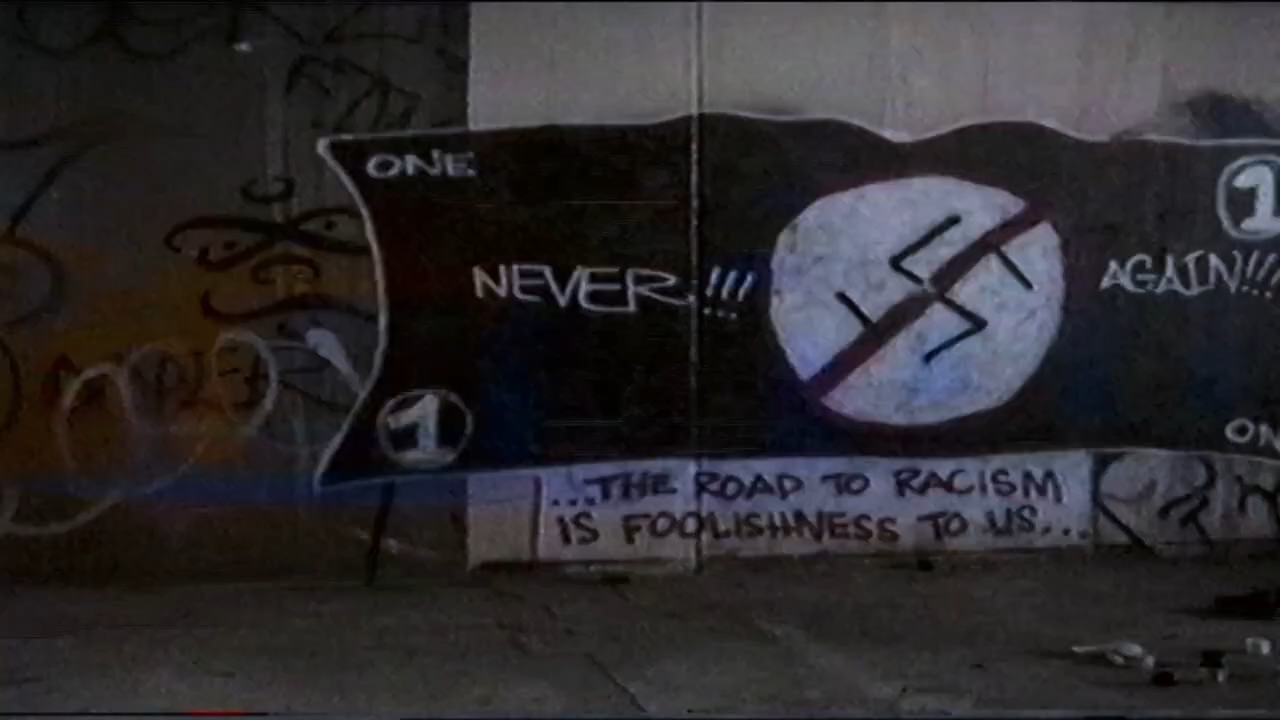 ONE
1
NEVER!!!
AGAIN!!!
1
ON
...THE ROAD TO RACISM
IS FOOLISHNESS TO US...